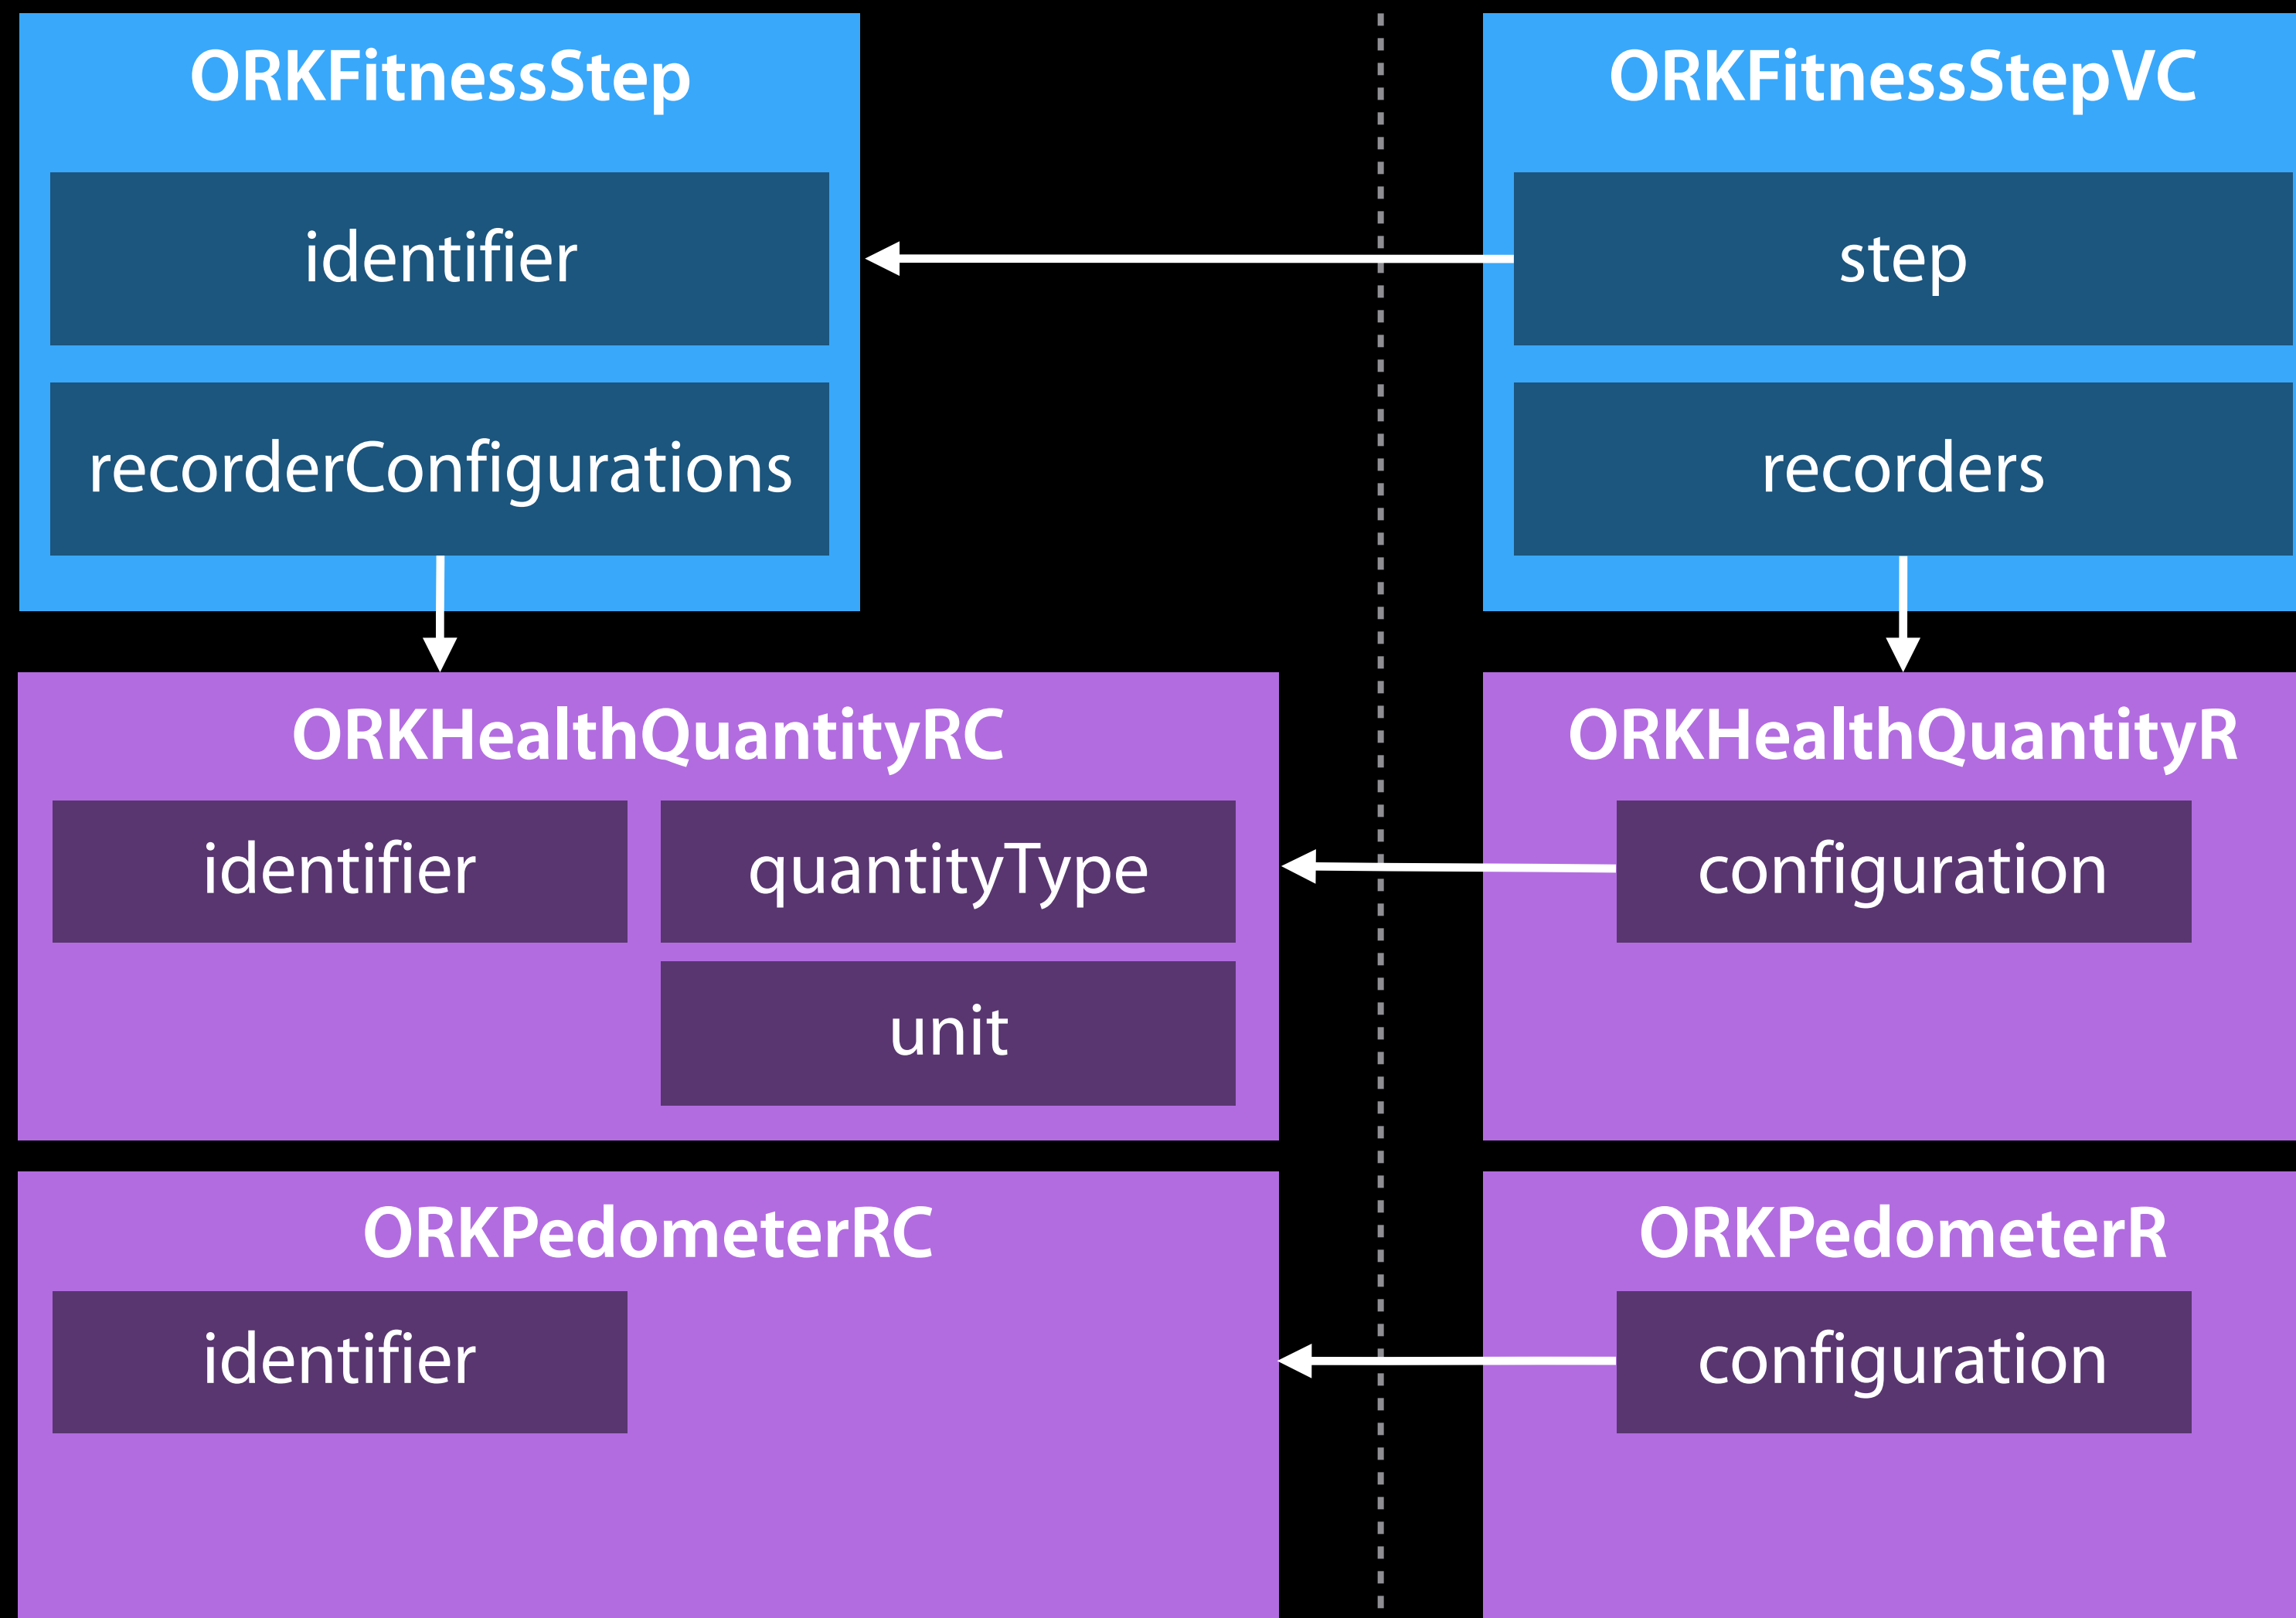 ORKFitnessStep
identifier
recorderConfigurations
ORKFitnessStepVC
step
recorders
ORKHealthQuantityRC
identifier
quantityType
unit
ORKHealthQuantityR
configuration
ORKPedometerRC
identifier
ORKPedometerR
configuration